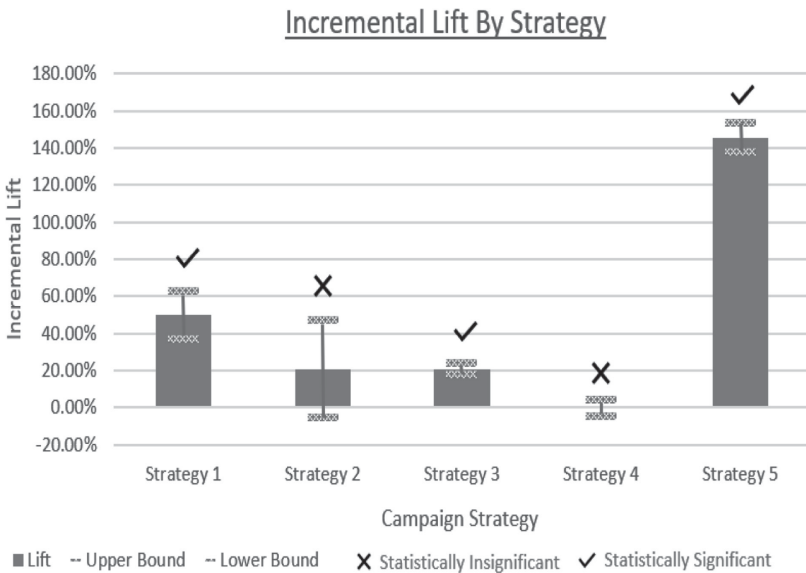 Incremental Lift By Strategy
180.00%
160.00%
140.00%
120.00%
100.00%
80.00%
60.00%
40.00%
20.00%
0.00%
-20.00%
Incremental Lift
Strategy 1 Strategy 2 Strategy 3 Strategy 4 Strategy 5
Campaign Strategy
Lift Upper Bound Lower Bound Statistically Insignificant Statistically Significant